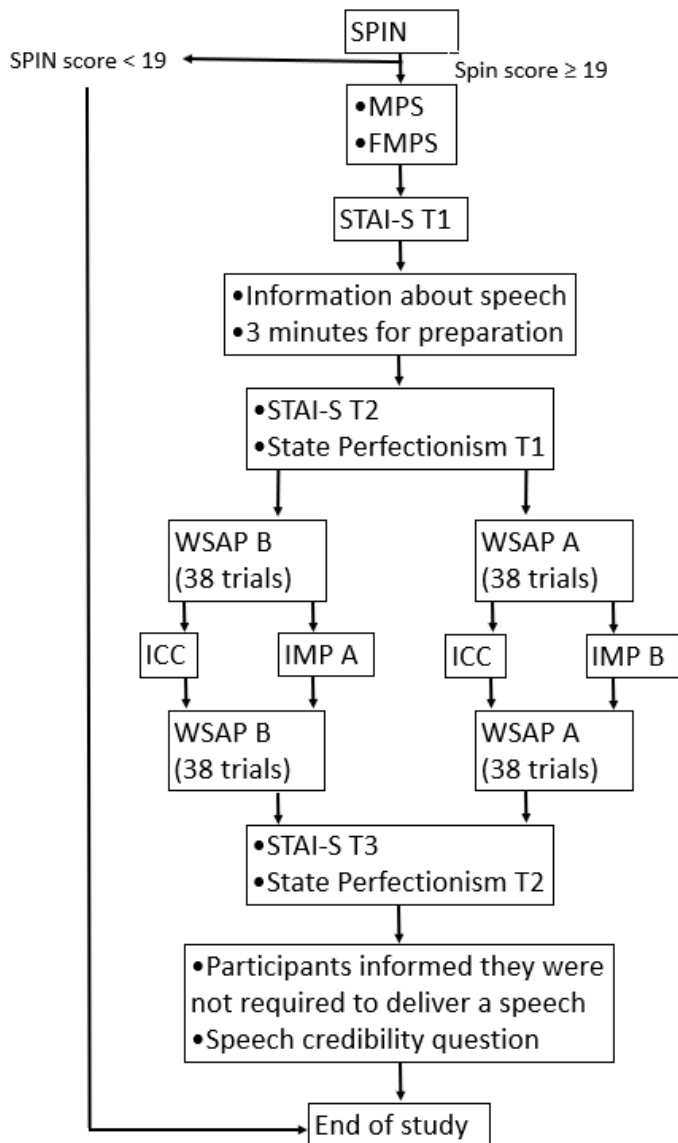 SPIN
SPIN score < 19
Spin score ≥ 19
•MPS
•FMPS
STAI-S T1
•Information about speech
•3 minutes for preparation
•STAI-S T2
•State Perfectionism T1
WSAP B
(38 trials)
WSAP A
(38 trials)
ICC
IMP A
ICC
IMP B
WSAP B
(38 trials)
WSAP A
(38 trials)
•STAI-S T3
•State Perfectionism T2
•Participants informed they were
not required to deliver a speech
•Speech credibility question
End of study